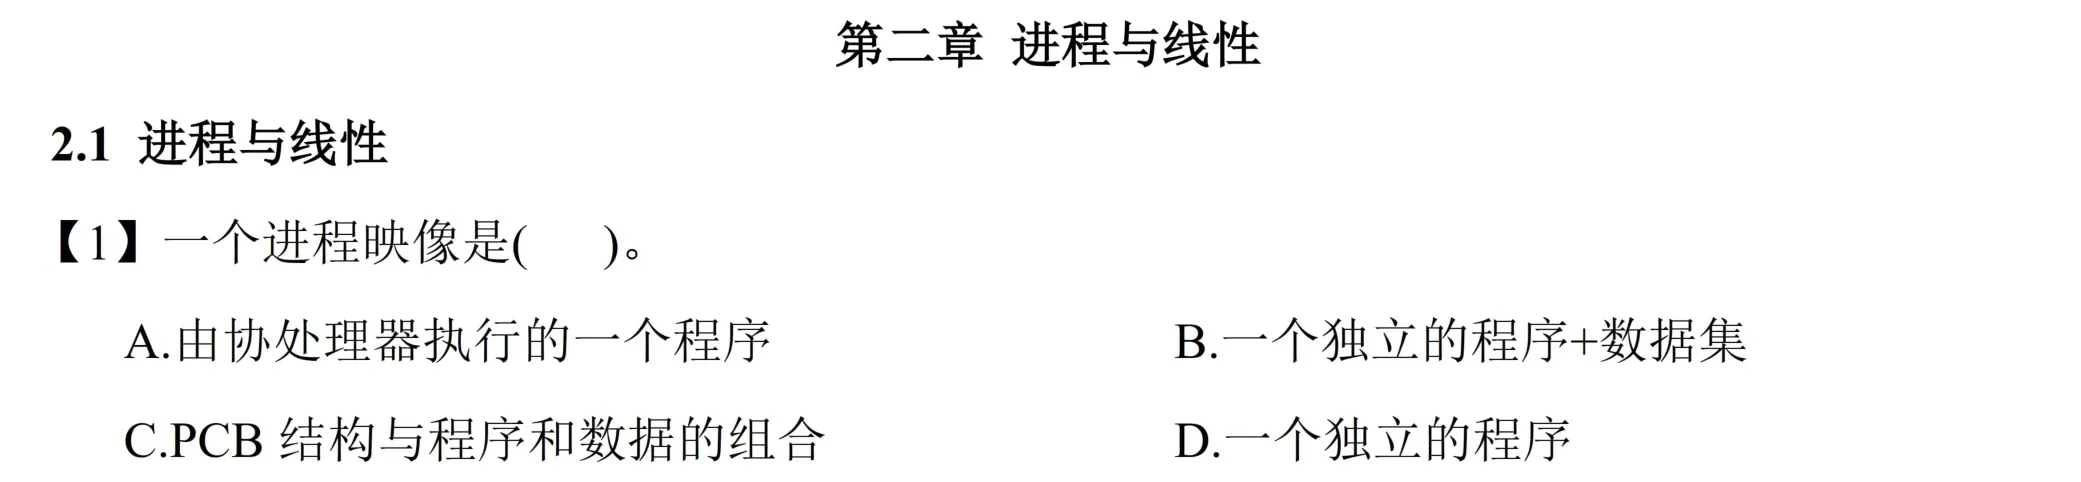 第二章 进程与线性
2.1 进程与线性
【1】一个进程映像是( )。
A.由协处理器执行的一个程序 B.一个独立的程序+数据集
C.PCB 结构与程序和数据的组合 D.一个独立的程序